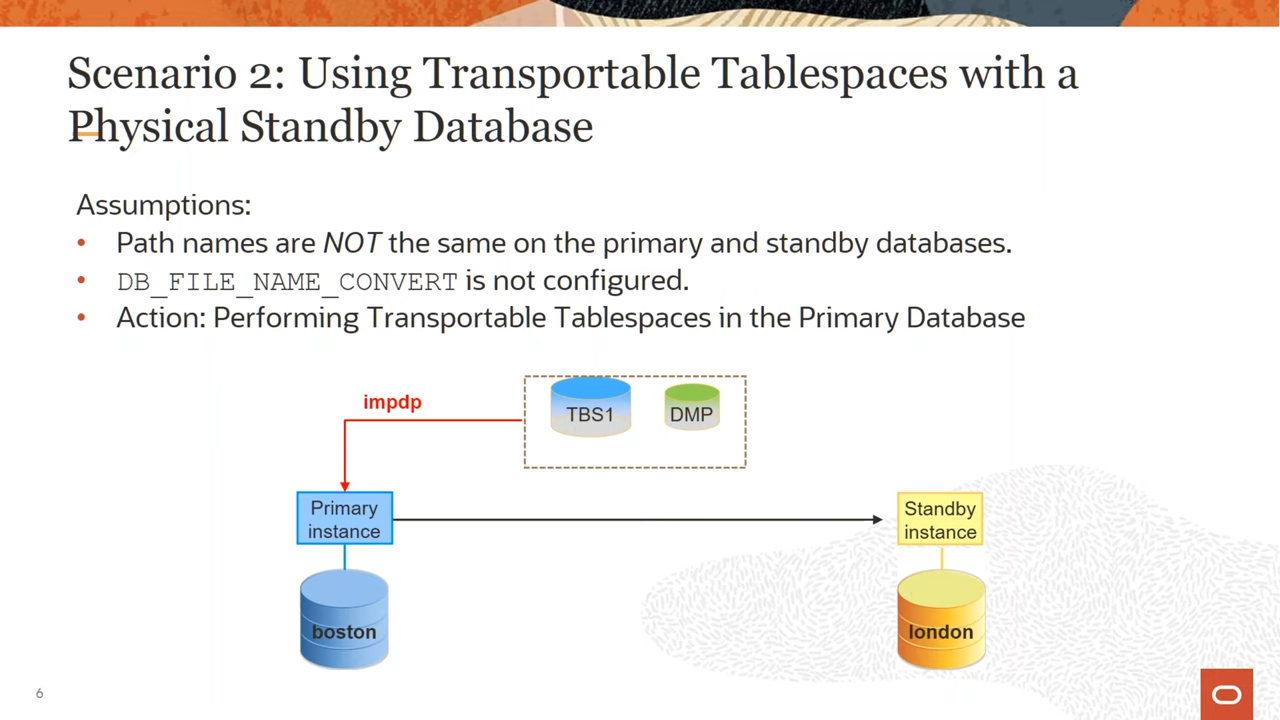 Scenario 2: Using Transportable Tablespaces with a
Physical Standby Database
Assumptions:
• Path names are NOT the same on the primary and standby databases.
• DB_FILE_NAME_CONVERT is not configured.
• Action: Performing Transportable Tablespaces in the Primary Database
impdp
TBS1
DMP
Primary
instance
Standby
instance
boston
london
6